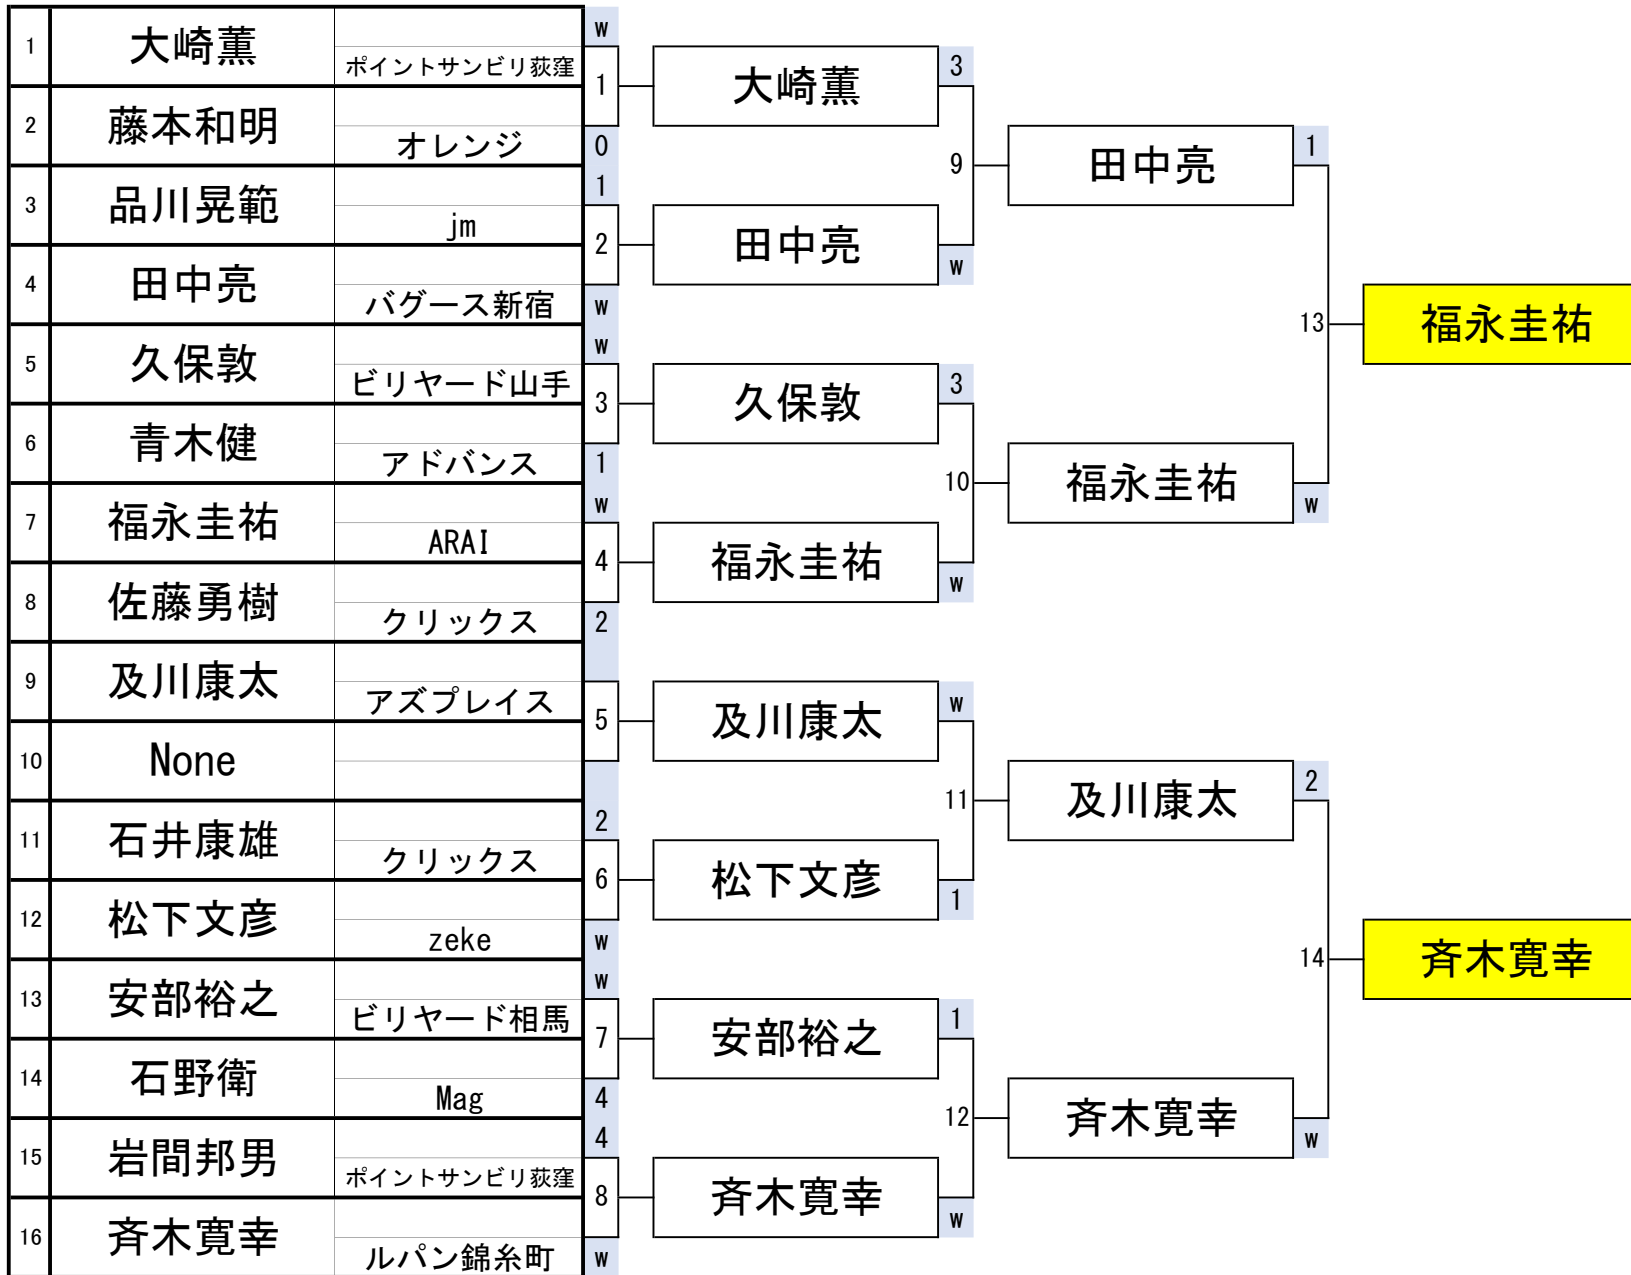 1 大崎薫 ポイントサンビリ荻窪 W
1
2 藤本和明 オレンジ 0
3 品川晃範 jm 1
2
4 田中亮 バグース新宿 W
5 久保敦 ビリヤード山手 W
3
6 青木健 アドバンス 1
7 福永圭祐 ARAI W
4
8 佐藤勇樹 クリックス 2
9 及川康太 アズプレイス
5
10 None
11 石井康雄 クリックス 2
6
12 松下文彦 zeke W
13 安部裕之 ビリヤード相馬 W
7
14 石野衛 Mag 4
15 岩間邦男 ポイントサンビリ荻窪 4
8
16 斉木寛幸 ルパン錦糸町 W
大崎薫 3
9
田中亮 W
久保敦 3
10
福永圭祐 W
及川康太 W
11
松下文彦 1
安部裕之 1
12
斉木寛幸 W
田中亮 1
13
福永圭祐 W
及川康太 2
14
斉木寛幸 W
福永圭祐
斉木寛幸